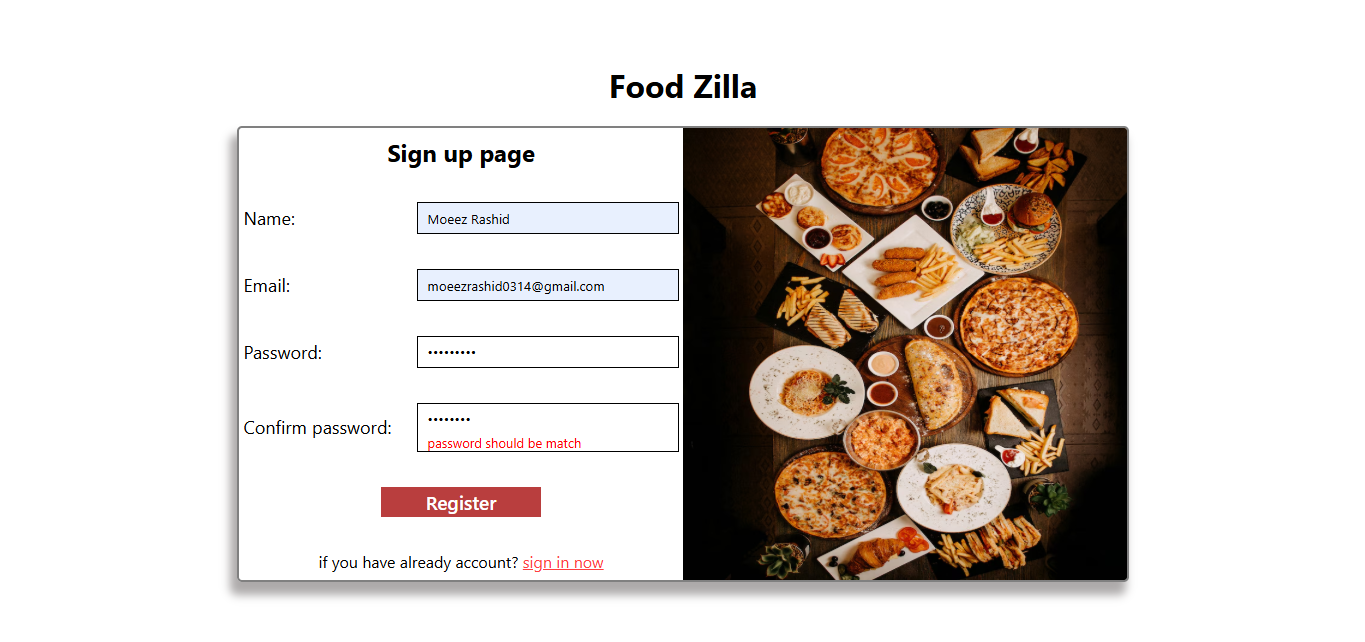 Food Zilla
Sign up page
Name: Moeez Rashid
Email: moeezrashid0314@gmail.com
Password: •••••••••
Confirm password: ••••••••
password should be match
Register
if you have already account? sign in now